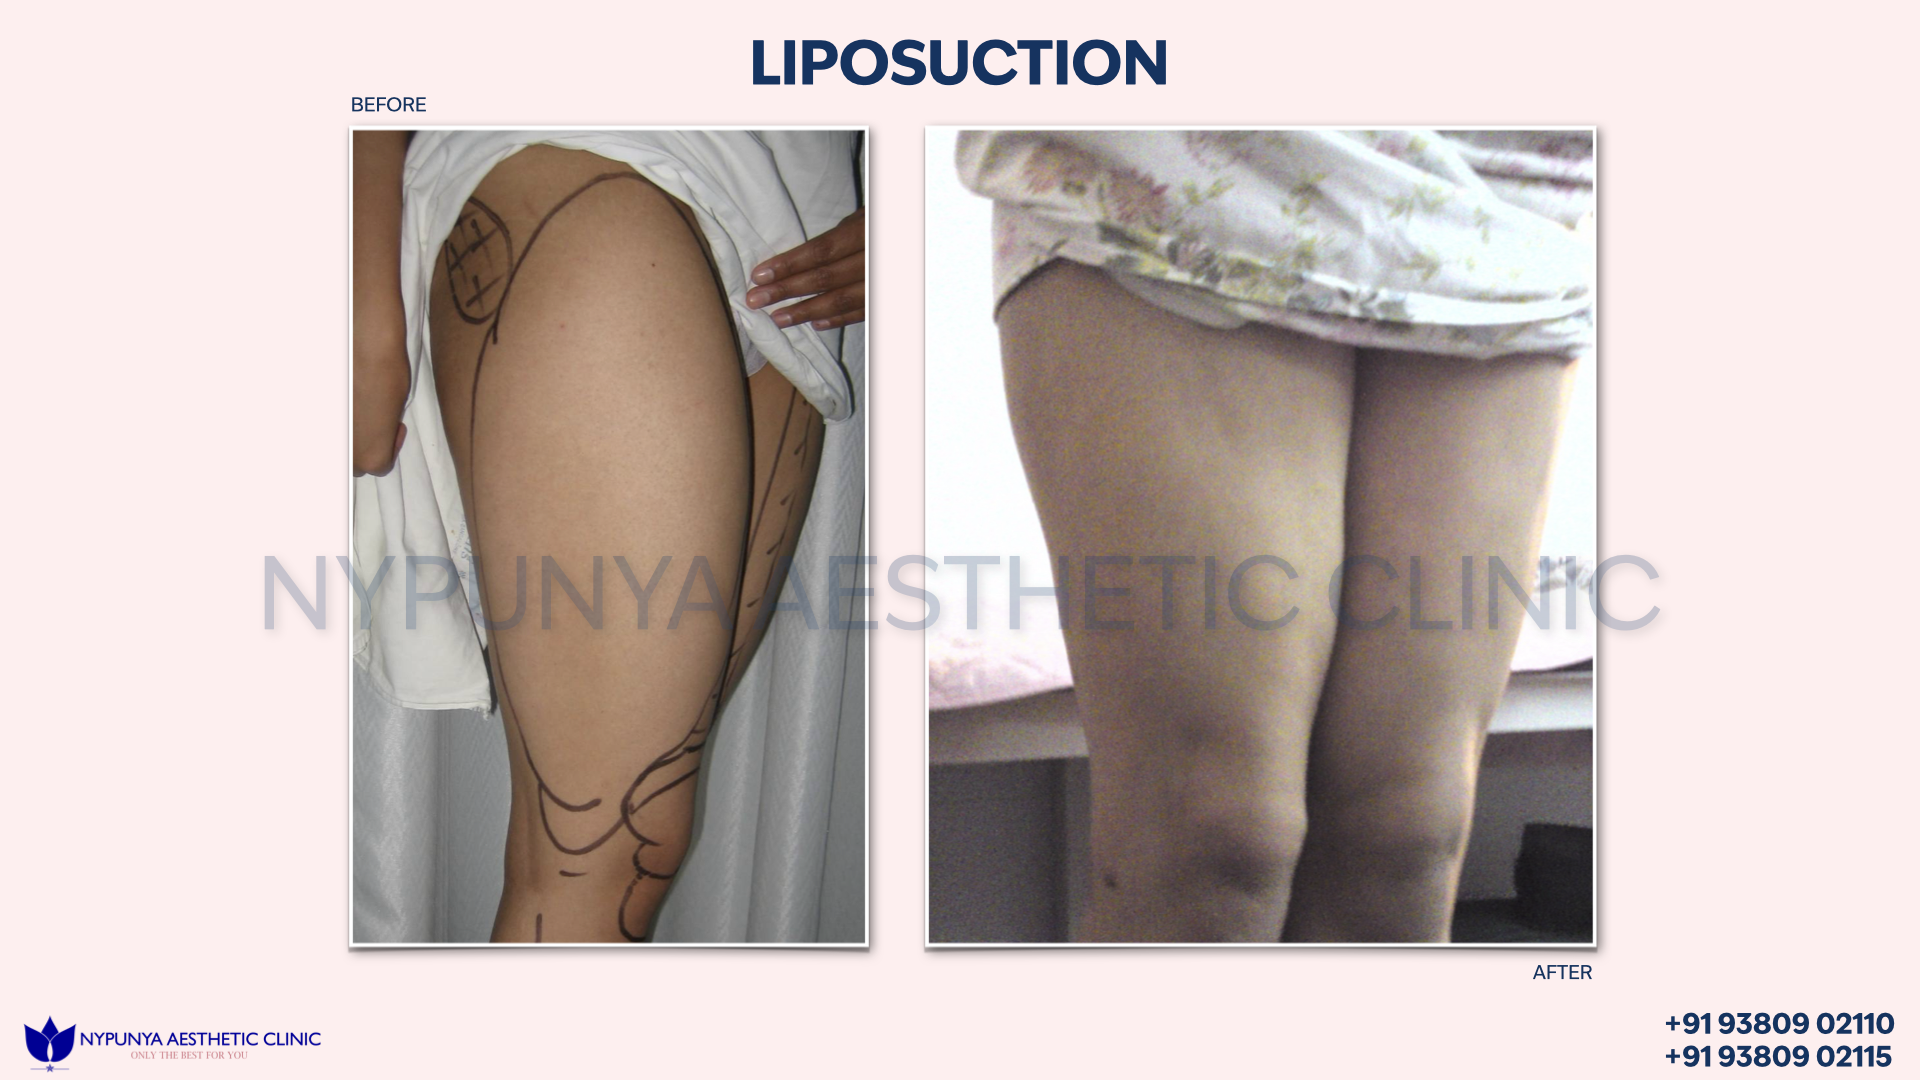 LIPOSUCTION
BEFORE
NYPUNYA AESTHETIC CLINIC
AFTER
NYPUNYA AESTHETIC CLINIC
ONLY THE BEST FOR YOU
+91 93809 02110
+91 93809 02115